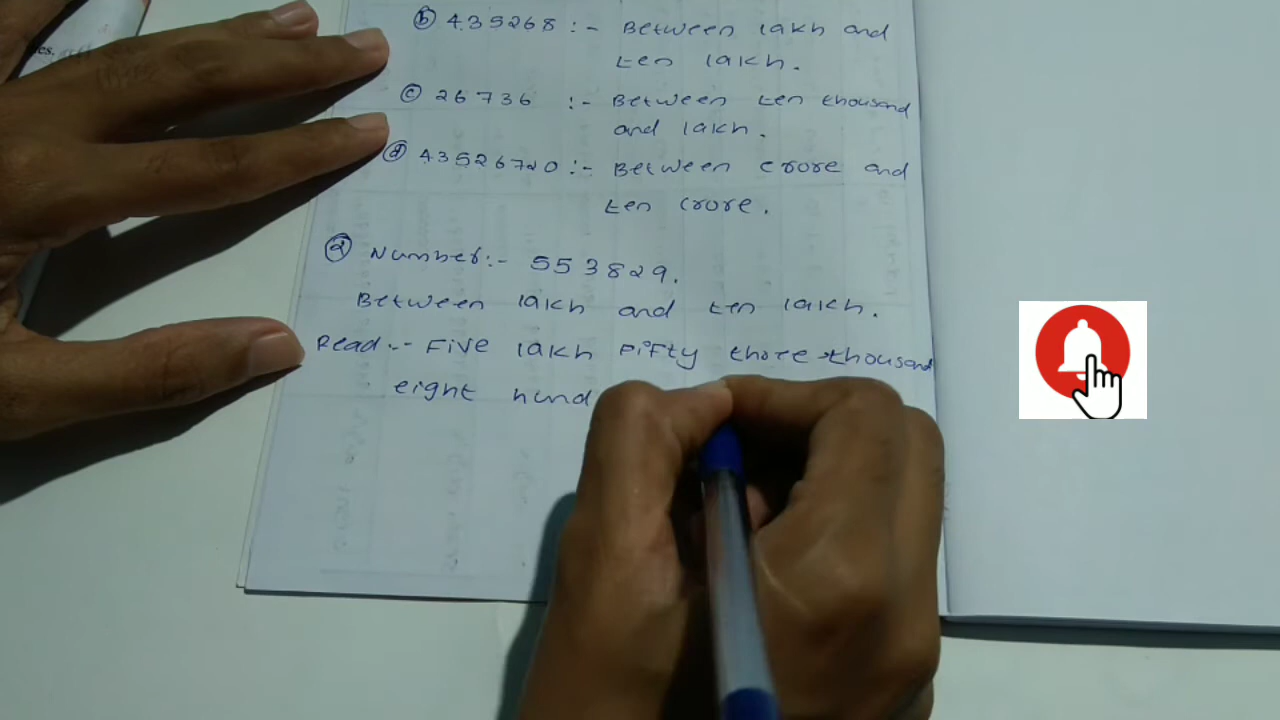 ⓑ 435268 :- Between lakh and
ten lakh.
ⓒ 26736 :- Between ten thousand
and lakh.
ⓓ 43526720 :- Between crore and
ten crore.
ⓓ Number:- 553829.
Between lakh and ten lakh.
Read:- Five lakh fifty three thousand
eight hund